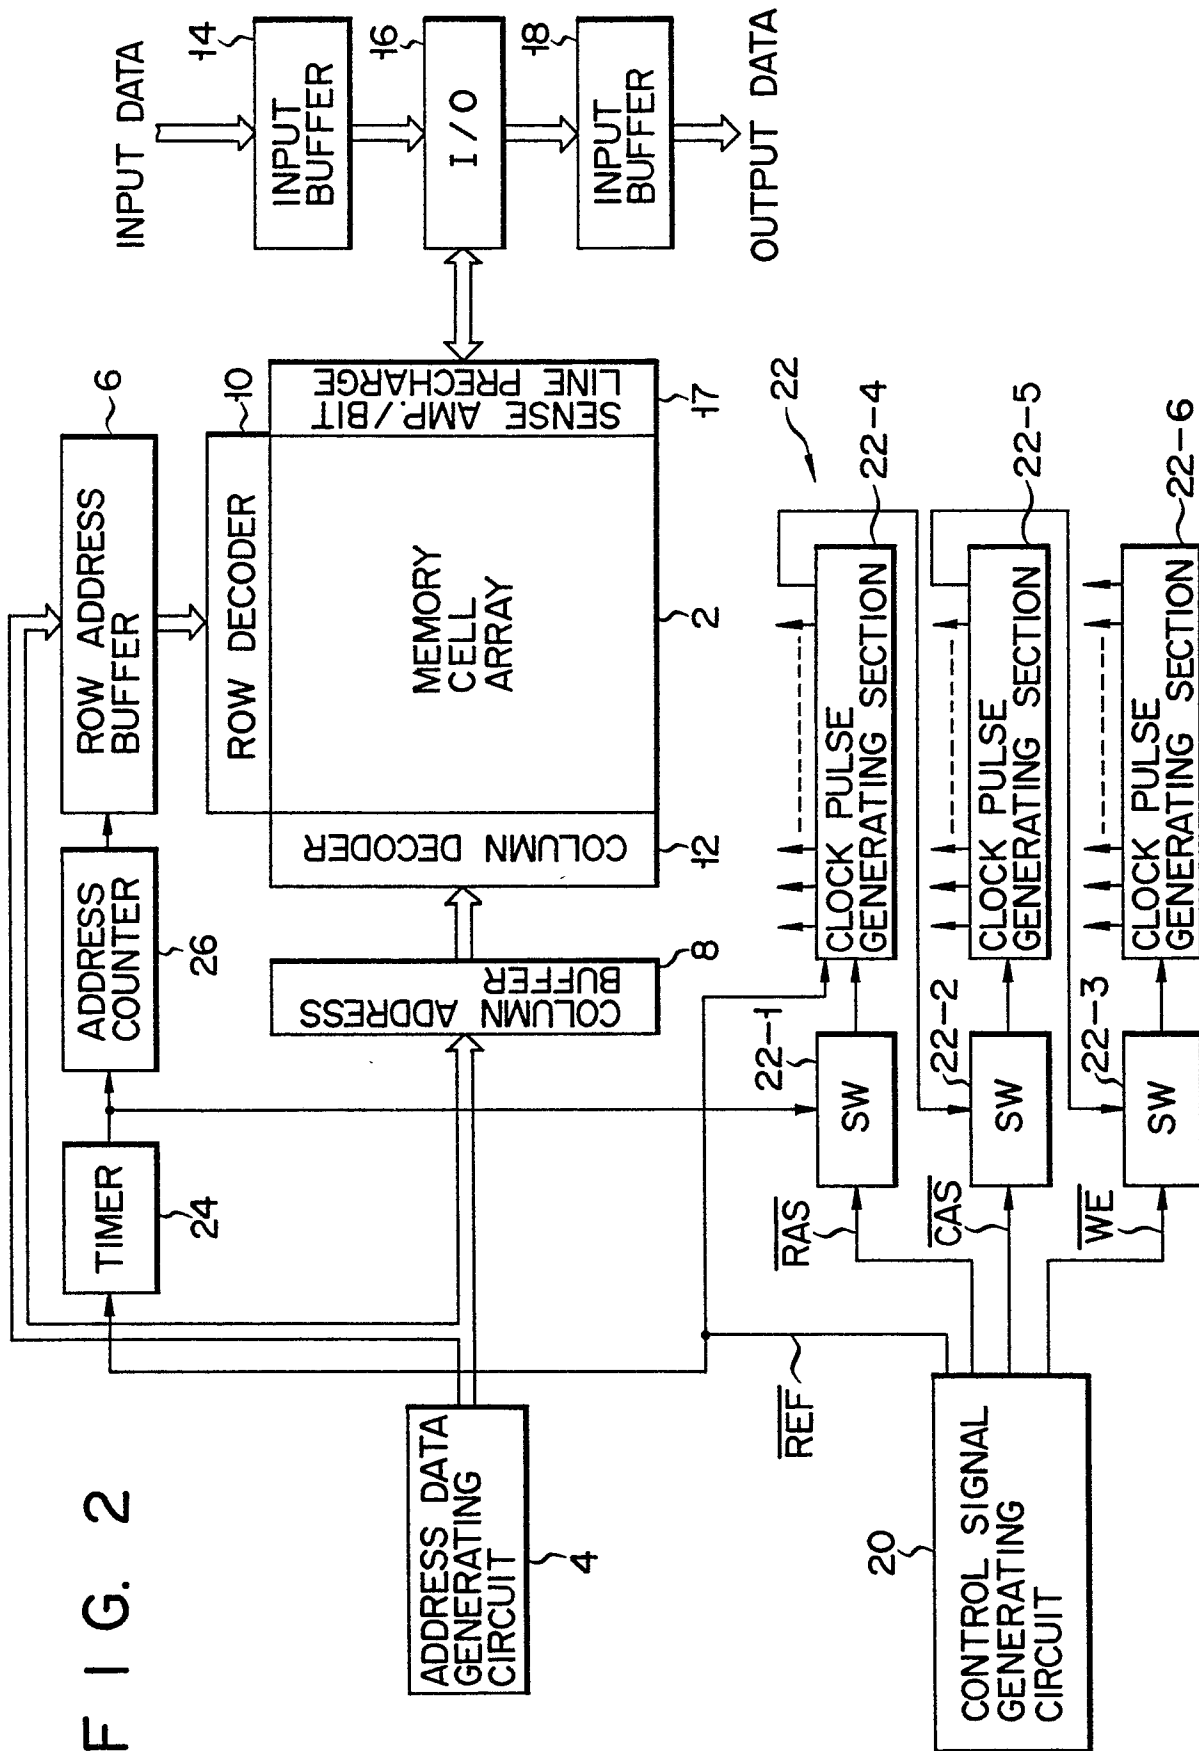 FIG. 2
INPUT DATA
14
INPUT
BUFFER
16
I/O
18
INPUT
BUFFER
OUTPUT DATA
6
ROW ADDRESS
BUFFER
10
ROW DECODER
SENSE AMP./BIT
LINE PRECHARGE
17
MEMORY
CELL
ARRAY
2
COLUMN DECODER
12
ADDRESS
COUNTER
26
COLUMN ADDRESS
BUFFER
8
TIMER
24
ADDRESS DATA
GENERATING
CIRCUIT
4
22
22-4
CLOCK PULSE
GENERATING SECTION
22-5
CLOCK PULSE
GENERATING SECTION
22-6
CLOCK PULSE
GENERATING SECTION
22-1
SW
22-2
SW
22-3
SW
R̅A̅S̅
C̅A̅S̅
W̅E̅
R̅E̅F̅
20
CONTROL SIGNAL
GENERATING
CIRCUIT